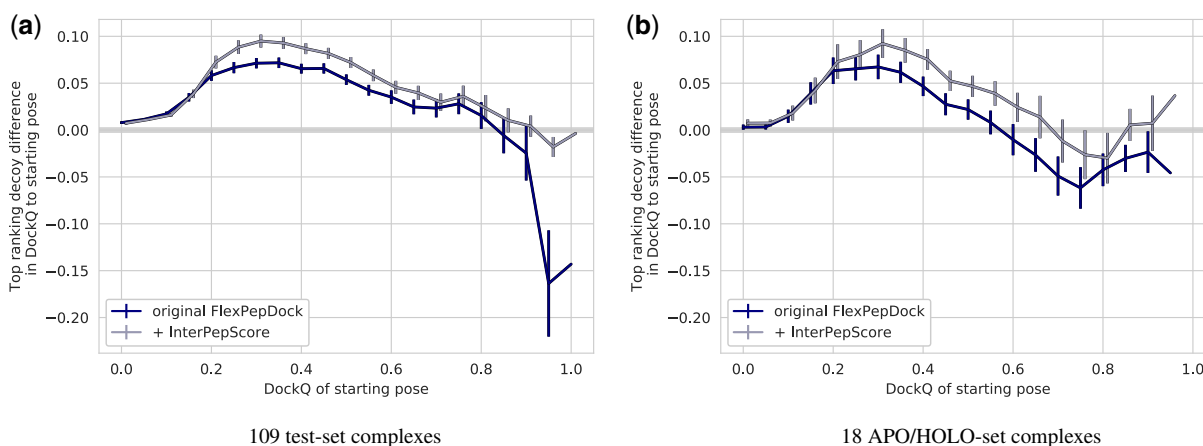 (a)
Top ranking decoy difference
in DockQ to starting pose
0.10
0.05
0.00
−0.05
−0.10
−0.15
−0.20
original FlexPepDock
+ InterPepScore
0.0 0.2 0.4 0.6 0.8 1.0
DockQ of starting pose
109 test-set complexes
(b)
Top ranking decoy difference
in DockQ to starting pose
0.10
0.05
0.00
−0.05
−0.10
−0.15
−0.20
original FlexPepDock
+ InterPepScore
0.0 0.2 0.4 0.6 0.8 1.0
DockQ of starting pose
18 APO/HOLO-set complexes